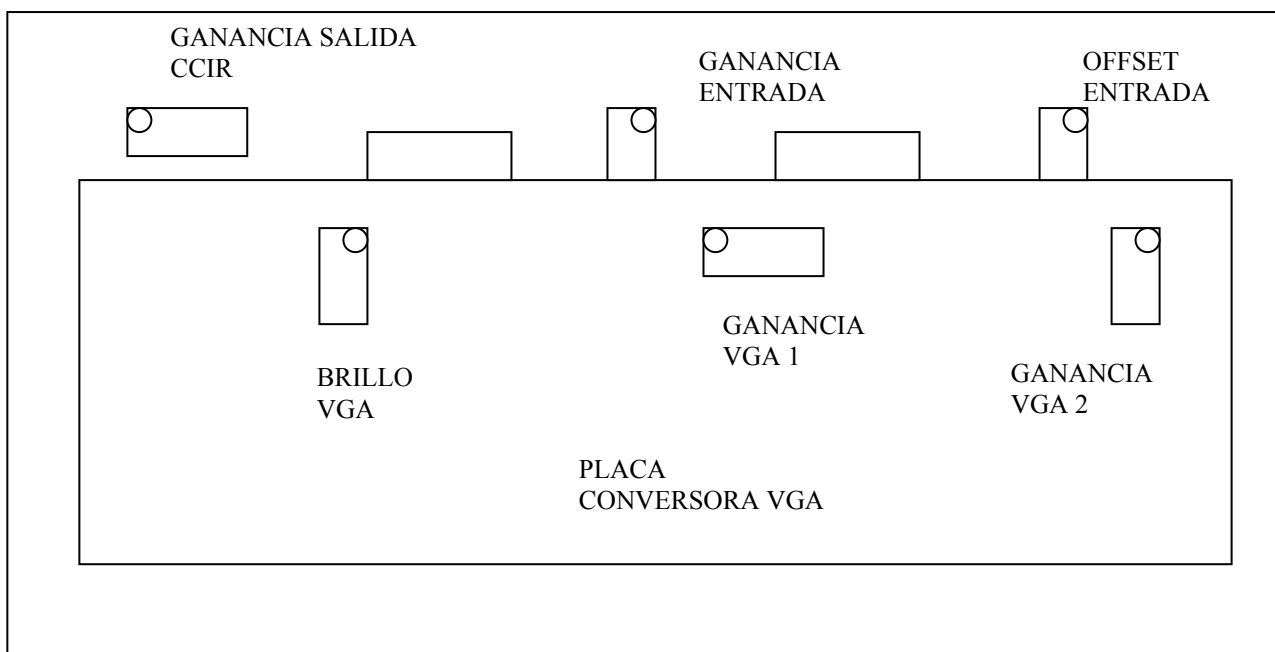 GANANCIA SALIDA
CCIR
GANANCIA
ENTRADA
OFFSET
ENTRADA
GANANCIA
VGA 1
BRILLO
VGA
GANANCIA
VGA 2
PLACA
CONVERSORA VGA